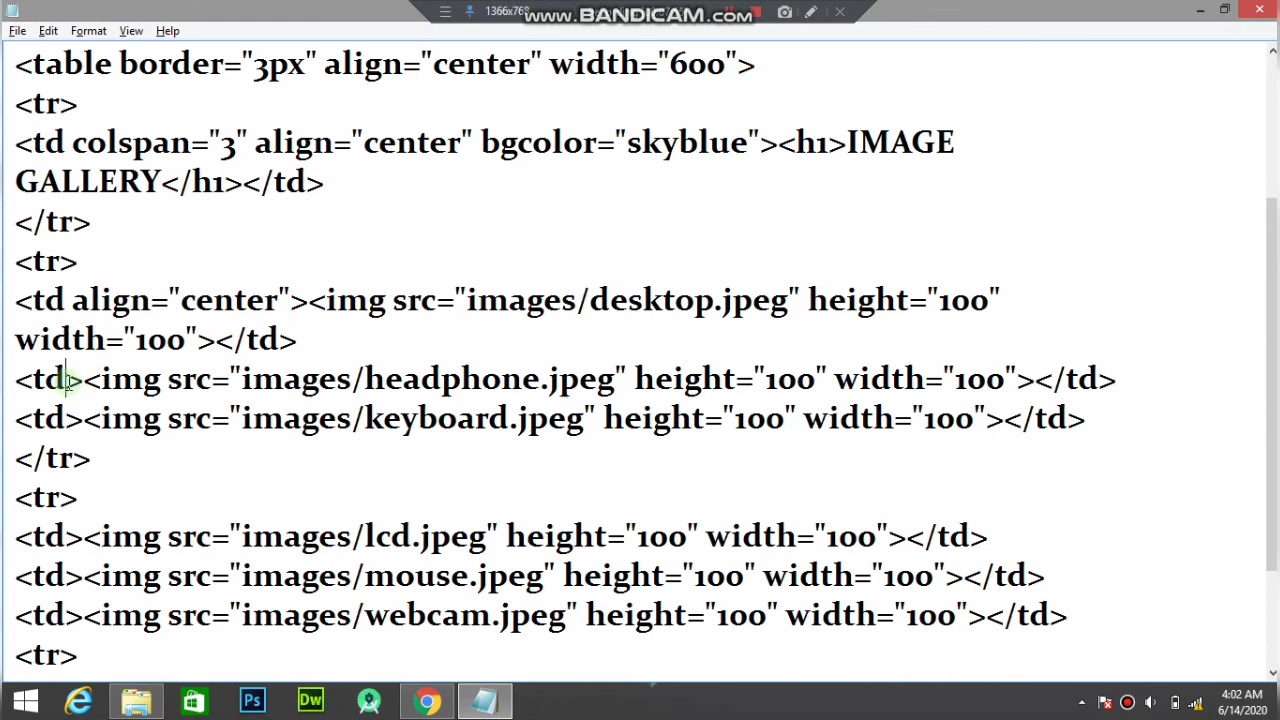 1366x768
www.BANDICAM.com
File Edit Format View Help
<table border="3px" align="center" width="600">
<tr>
<td colspan="3" align="center" bgcolor="skyblue"><h1>IMAGE
GALLERY</h1></td>
</tr>
<tr>
<td align="center"><img src="images/desktop.jpeg" height="100"
width="100"></td>
<td><img src="images/headphone.jpeg" height="100" width="100"></td>
<td><img src="images/keyboard.jpeg" height="100" width="100"></td>
</tr>
<tr>
<td><img src="images/lcd.jpeg" height="100" width="100"></td>
<td><img src="images/mouse.jpeg" height="100" width="100"></td>
<td><img src="images/webcam.jpeg" height="100" width="100"></td>
<tr>
Ps
Dw
4:02 AM
6/14/2020